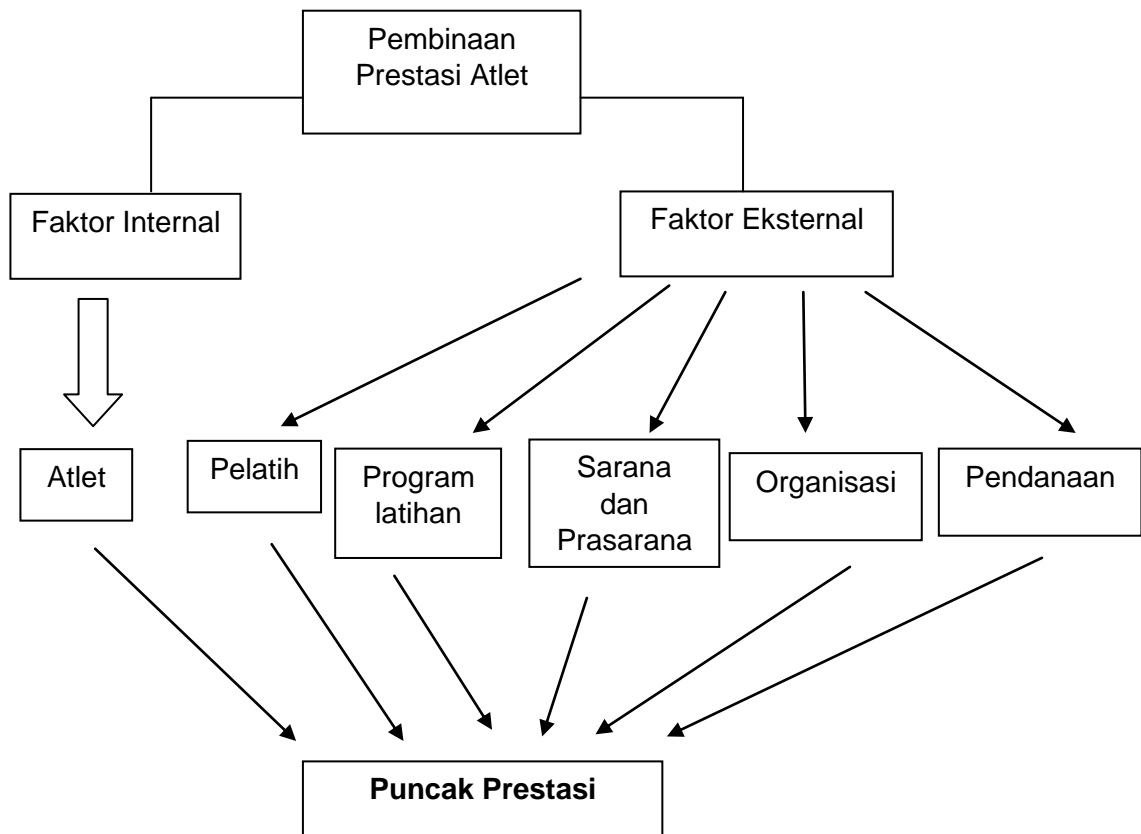 Pembinaan
Prestasi Atlet
Faktor Internal
Faktor Eksternal
Atlet
Pelatih
Program
latihan
Sarana
dan
Prasarana
Organisasi
Pendanaan
Puncak Prestasi